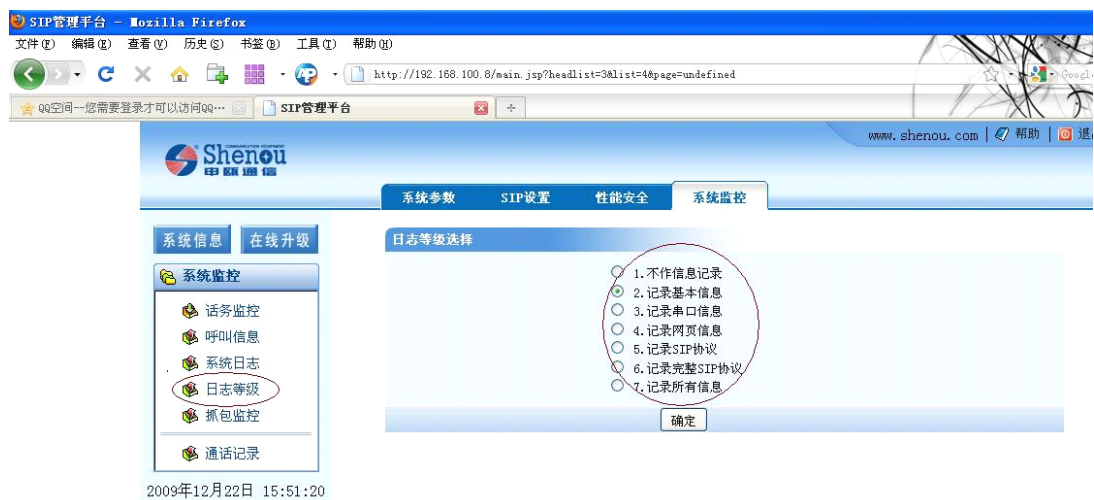 SIP管理平台 - Mozilla Firefox
文件(F) 编辑(E) 查看(V) 历史(S) 书签(B) 工具(T) 帮助(H)
http://192.168.100.8/main.jsp?headlist=3&list=4&page=undefined
Google
QQ空间--您需要登录才可以访问QQ… SIP管理平台
www.shenou.com | 帮助 | 退
Shenou
申瓯通信
系统参数 SIP设置 性能安全 系统监控
系统信息 在线升级
日志等级选择
系统监控
1.不作信息记录
2.记录基本信息
3.记录串口信息
4.记录网页信息
5.记录SIP协议
6.记录完整SIP协议
7.记录所有信息
话务监控
呼叫信息
系统日志
日志等级
抓包监控
确定
通话记录
2009年12月22日 15:51:20